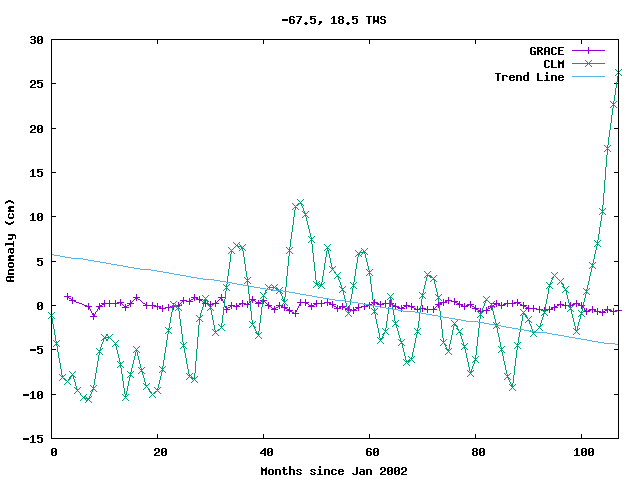 -67.5, 18.5 TWS
GRACE
CLM
Trend Line
30
25
20
15
10
5
0
-5
-10
-15
Anomaly (cm)
0 20 40 60 80 100
Months since Jan 2002